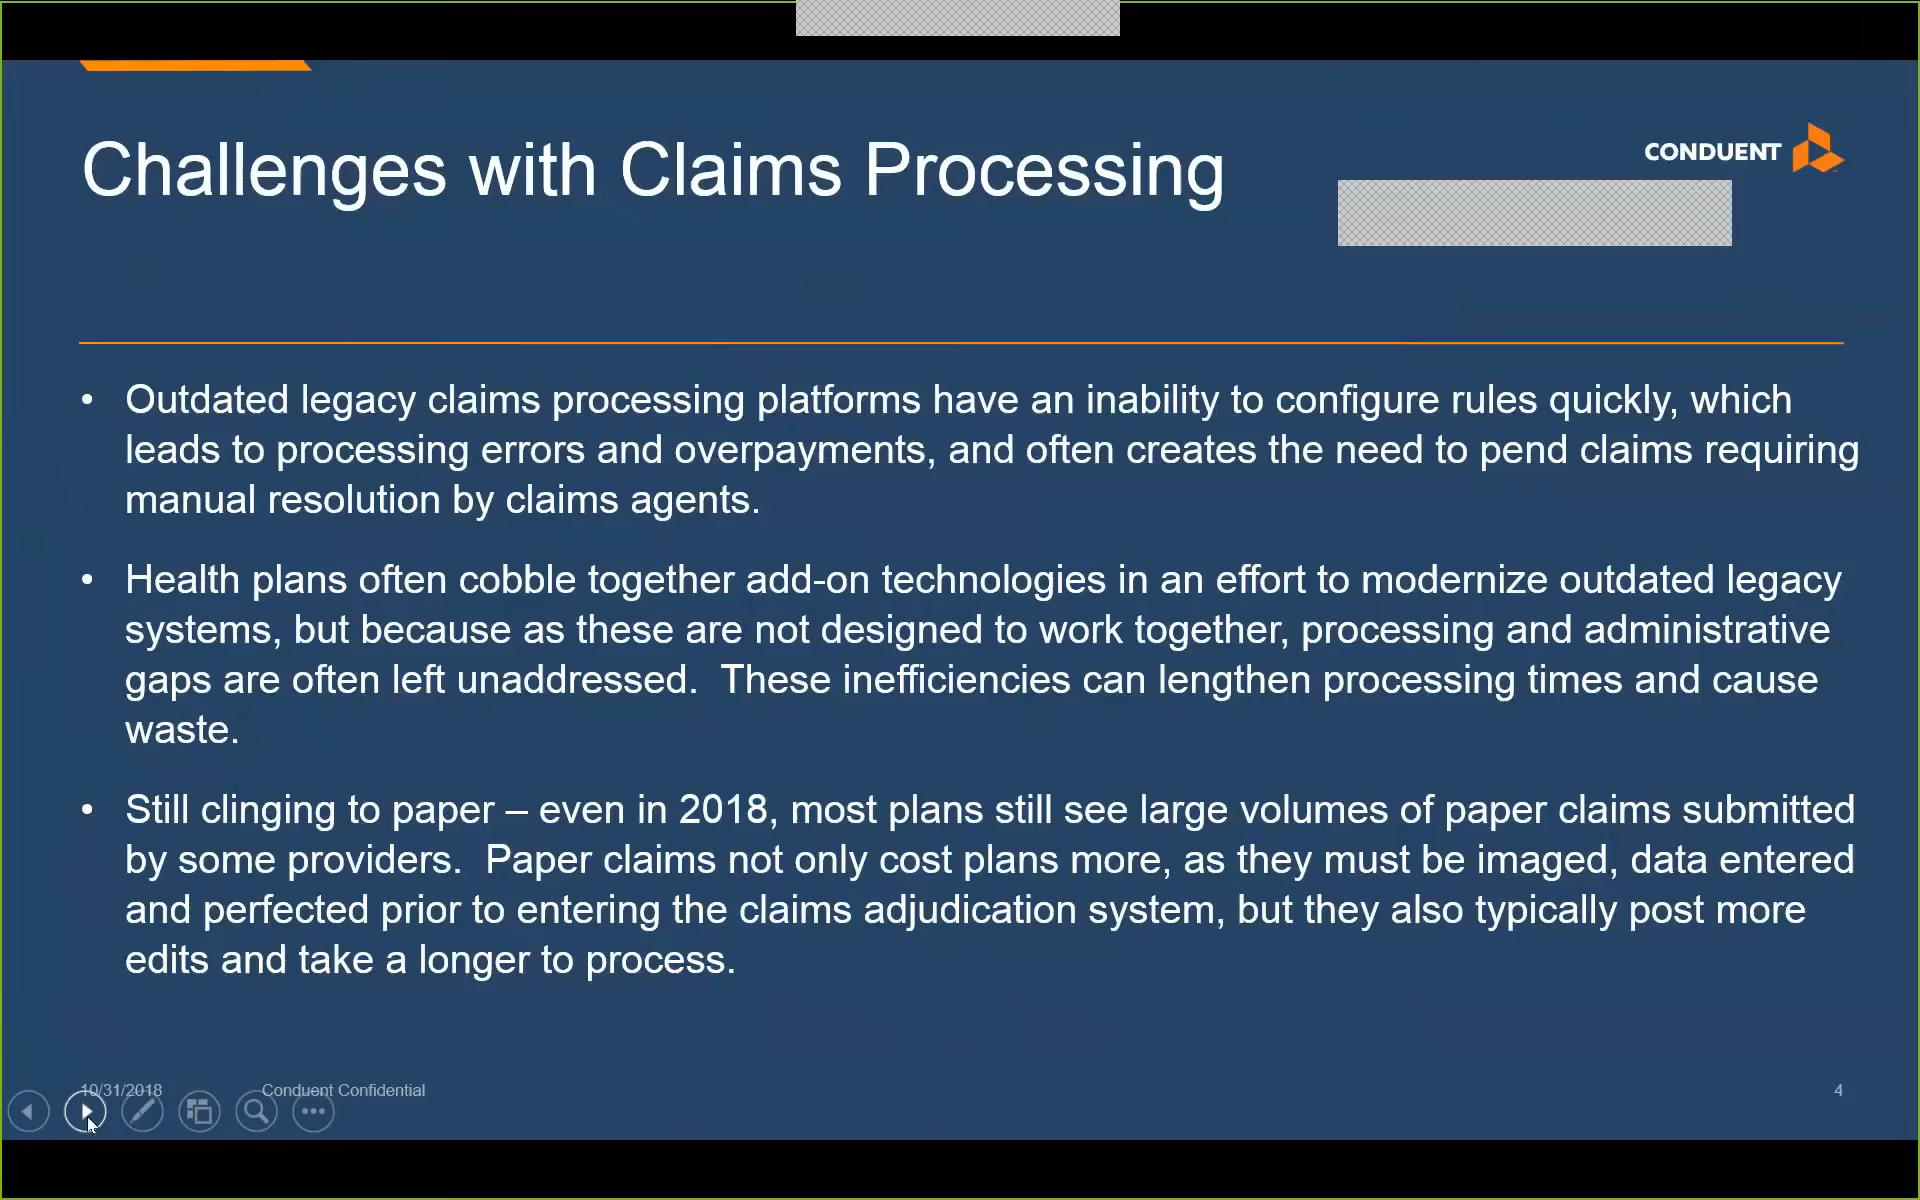 Challenges with Claims Processing
CONDUENT
• Outdated legacy claims processing platforms have an inability to configure rules quickly, which
leads to processing errors and overpayments, and often creates the need to pend claims requiring
manual resolution by claims agents.
• Health plans often cobble together add-on technologies in an effort to modernize outdated legacy
systems, but because as these are not designed to work together, processing and administrative
gaps are often left unaddressed.  These inefficiencies can lengthen processing times and cause
waste.
• Still clinging to paper – even in 2018, most plans still see large volumes of paper claims submitted
by some providers.  Paper claims not only cost plans more, as they must be imaged, data entered
and perfected prior to entering the claims adjudication system, but they also typically post more
edits and take a longer to process.
10/31/2018
Conduent Confidential
4